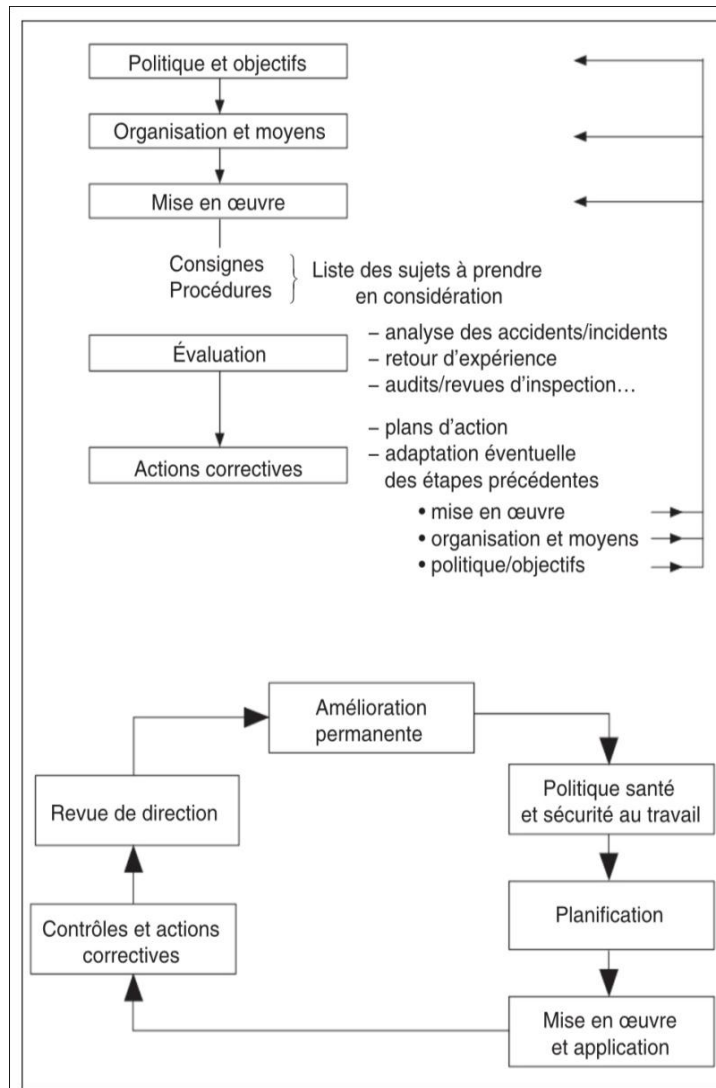 Politique et objectifs
Organisation et moyens
Mise en œuvre
Consignes
Procédures
Liste des sujets à prendre
en considération
Évaluation
– analyse des accidents/incidents
– retour d’expérience
– audits/revues d’inspection…
Actions correctives
– plans d’action
– adaptation éventuelle
des étapes précédentes
• mise en œuvre
• organisation et moyens
• politique/objectifs
Amélioration
permanente
Politique santé
et sécurité au travail
Planification
Mise en œuvre
et application
Contrôles et actions
correctives
Revue de direction